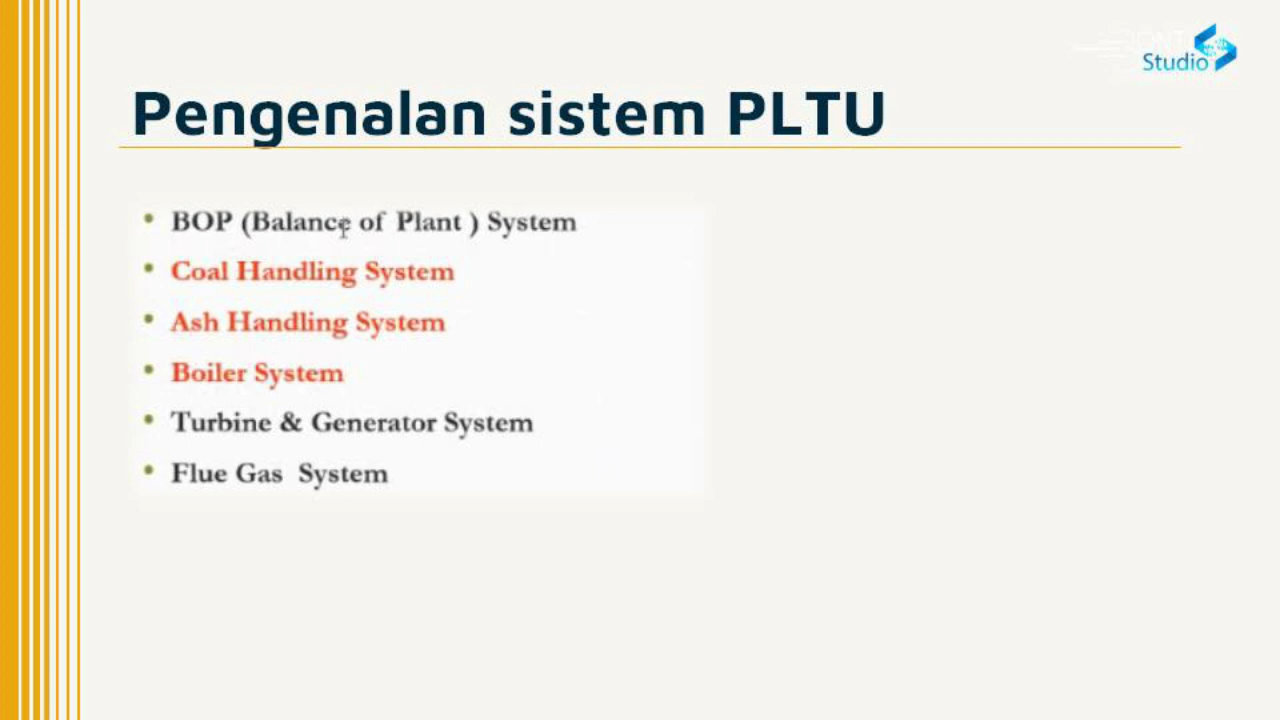 Studio
Pengenalan sistem PLTU
• BOP (Balance of Plant ) System
• Coal Handling System
• Ash Handling System
• Boiler System
• Turbine & Generator System
• Flue Gas System